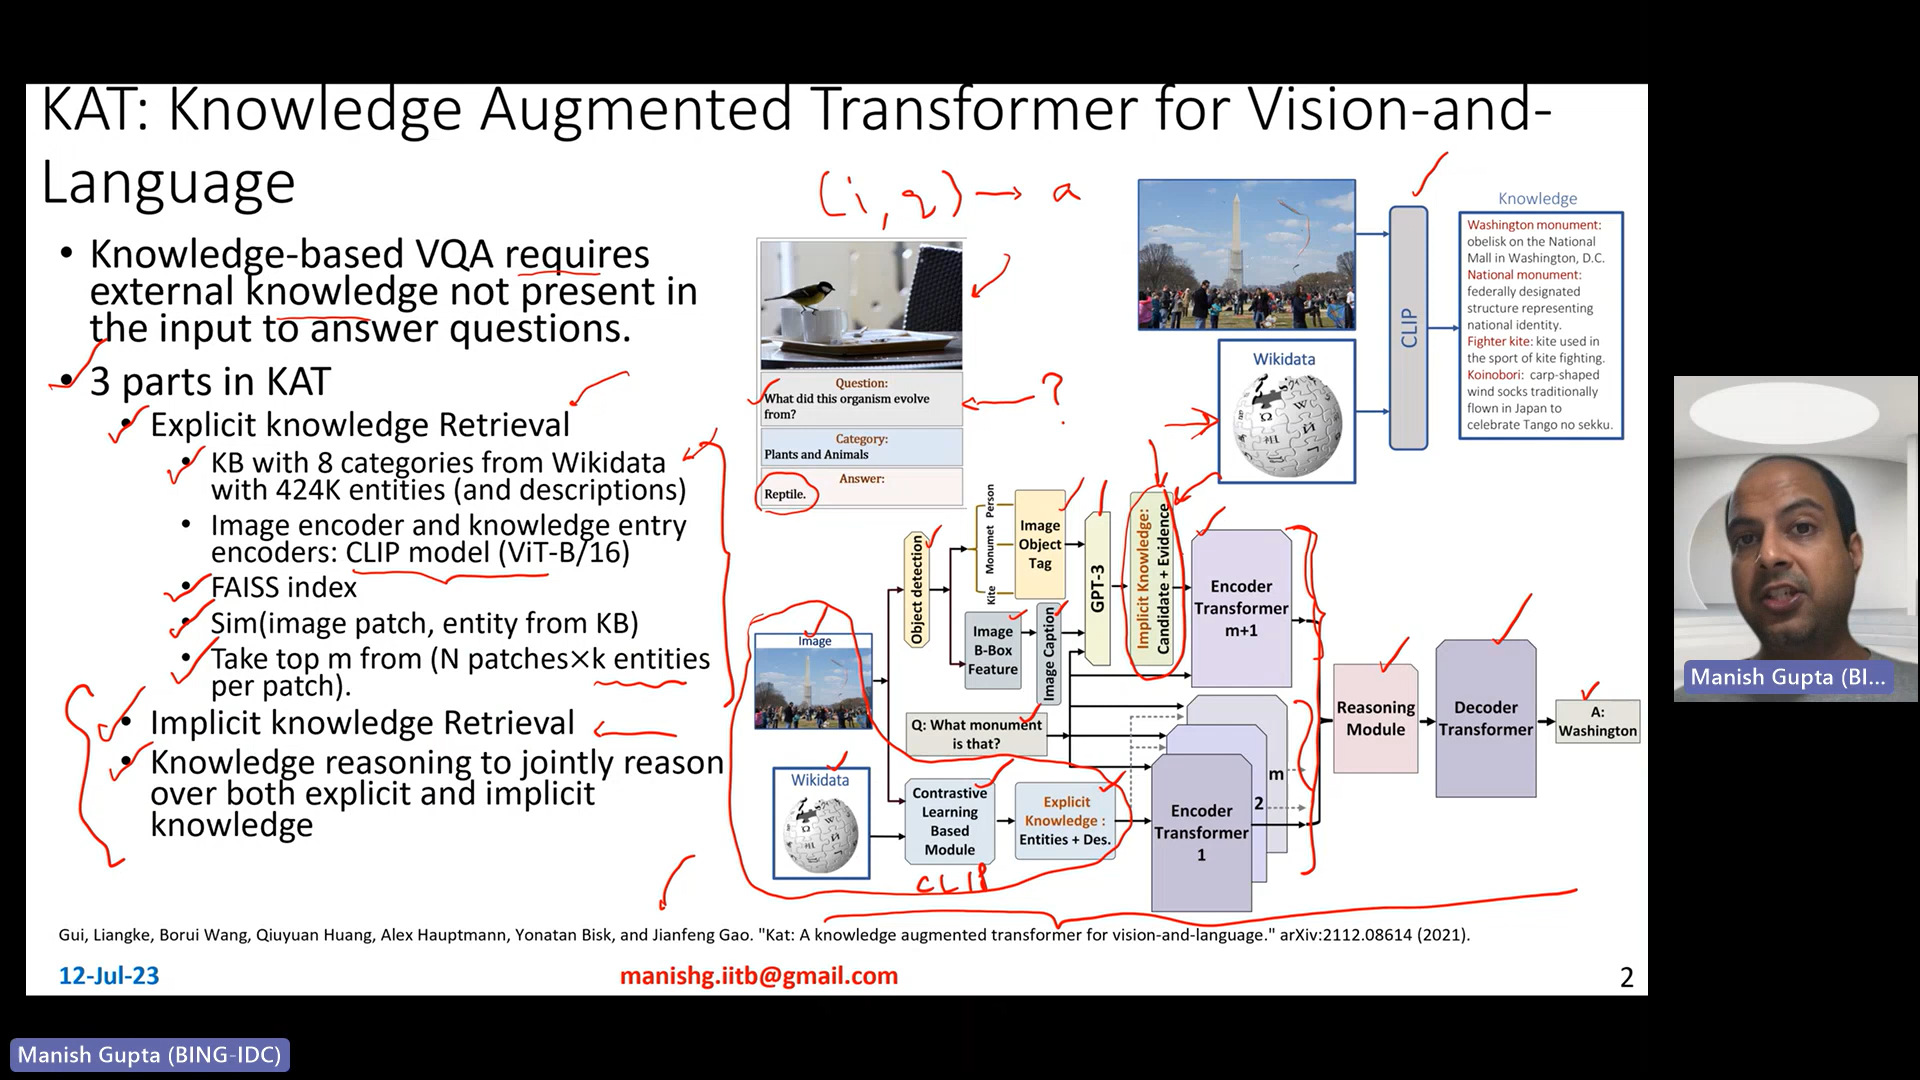 KAT: Knowledge Augmented Transformer for Vision-and-
Language
• Knowledge-based VQA requires
external knowledge not present in
the input to answer questions.
• 3 parts in KAT
• Explicit knowledge Retrieval
• KB with 8 categories from Wikidata
with 424K entities (and descriptions)
• Image encoder and knowledge entry
encoders: CLIP model (ViT-B/16)
• FAISS index
• Sim(image patch, entity from KB)
• Take top m from (N patches×k entities
per patch).
• Implicit knowledge Retrieval
• Knowledge reasoning to jointly reason
over both explicit and implicit
knowledge
(i, q) → a
Question:
What did this organism evolve
from?
?
Category:
Plants and Animals
Answer:
Reptile.
Wikidata
CLIP
Knowledge
Washington monument:
obelisk on the National
Mall in Washington, D.C.
National monument:
federally designated
structure representing
national identity.
Fighter kite: kite used in
the sport of kite fighting.
Koinobori: carp-shaped
wind socks traditionally
flown in Japan to
celebrate Tango no sekku.
Image
Wikidata
Object detection
Person
Monumet
Kite
Image
Object
Tag
Image
B-Box
Feature
Image Caption
GPT-3
Implicit Knowledge:
Candidate + Evidence
Q: What monument
is that?
Contrastive
Learning
Based
Module
CLIP
Explicit
Knowledge :
Entities + Des.
Encoder
Transformer
m+1
m
2
Encoder
Transformer
1
Reasoning
Module
Decoder
Transformer
A:
Washington
Gui, Liangke, Borui Wang, Qiuyuan Huang, Alex Hauptmann, Yonatan Bisk, and Jianfeng Gao. "Kat: A knowledge augmented transformer for vision-and-language." arXiv:2112.08614 (2021).
12-Jul-23
manishg.iitb@gmail.com
2
Manish Gupta (BI...
Manish Gupta (BING-IDC)